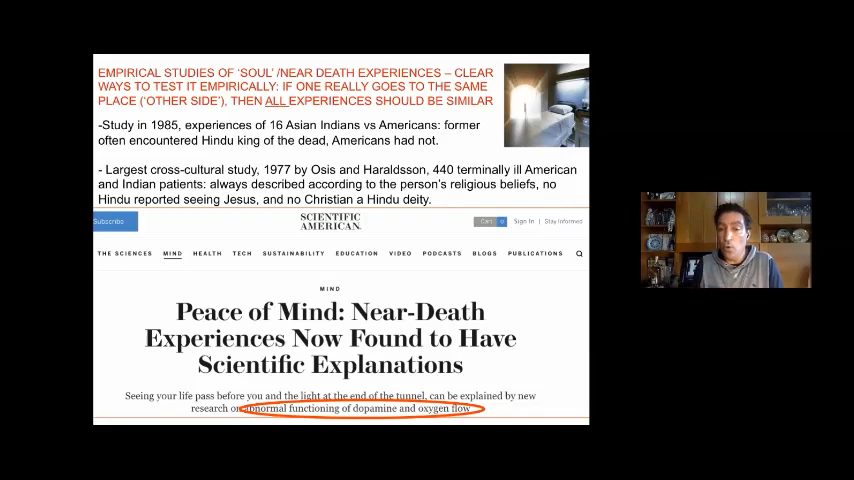 EMPIRICAL STUDIES OF 'SOUL' /NEAR DEATH EXPERIENCES – CLEAR
WAYS TO TEST IT EMPIRICALLY: IF ONE REALLY GOES TO THE SAME
PLACE ('OTHER SIDE'), THEN ALL EXPERIENCES SHOULD BE SIMILAR
-Study in 1985, experiences of 16 Asian Indians vs Americans: former
often encountered Hindu king of the dead, Americans had not.
- Largest cross-cultural study, 1977 by Osis and Haraldsson, 440 terminally ill American
and Indian patients: always described according to the person's religious beliefs, no
Hindu reported seeing Jesus, and no Christian a Hindu deity.
Subscribe
SCIENTIFIC
AMERICAN.
Cart 0 Sign In | Stay Informed
THE SCIENCES MIND HEALTH TECH SUSTAINABILITY EDUCATION VIDEO PODCASTS BLOGS PUBLICATIONS
MIND
Peace of Mind: Near-Death
Experiences Now Found to Have
Scientific Explanations
Seeing your life pass before you and the light at the end of the tunnel, can be explained by new
research on abnormal functioning of dopamine and oxygen flow